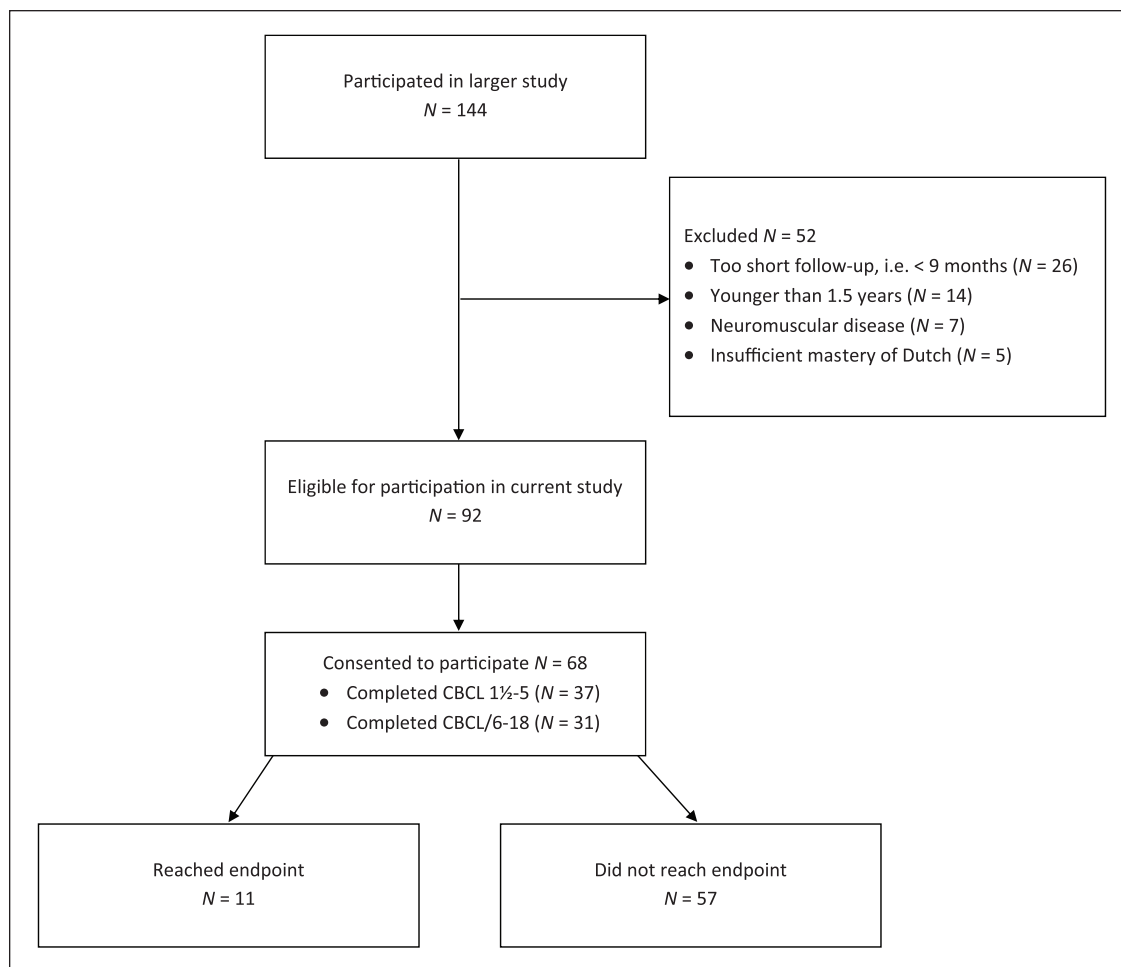 Participated in larger study
N = 144
Excluded N = 52
● Too short follow-up, i.e. < 9 months (N = 26)
● Younger than 1.5 years (N = 14)
● Neuromuscular disease (N = 7)
● Insufficient mastery of Dutch (N = 5)
Eligible for participation in current study
N = 92
Consented to participate N = 68
● Completed CBCL 1½-5 (N = 37)
● Completed CBCL/6-18 (N = 31)
Reached endpoint
N = 11
Did not reach endpoint
N = 57